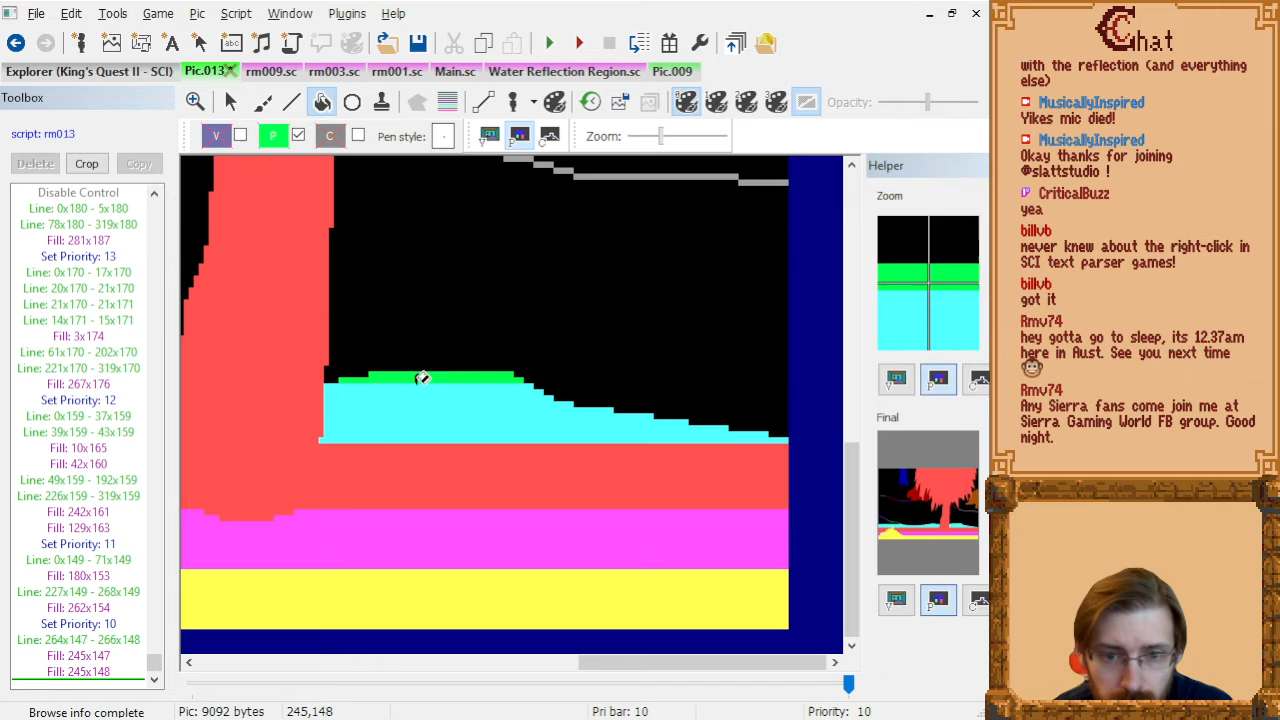 File Edit Tools Game Pic Script Window Plugins Help
Explorer (King's Quest II - SCI) Pic.013* rm009.sc rm003.sc rm001.sc Main.sc Water Reflection Region.sc Pic.009
Toolbox
Opacity:
script: rm013
V P C Pen style: Zoom:
Delete Crop Copy
Disable Control
Line: 0x180 - 5x180
Line: 78x180 - 319x180
Fill: 281x187
Set Priority: 13
Line: 0x170 - 17x170
Line: 20x170 - 21x170
Line: 21x170 - 21x171
Line: 14x171 - 15x171
Fill: 3x174
Line: 61x170 - 202x170
Line: 221x170 - 319x170
Fill: 267x176
Set Priority: 12
Line: 0x159 - 37x159
Line: 39x159 - 43x159
Fill: 10x165
Fill: 42x160
Line: 49x159 - 192x159
Line: 226x159 - 319x159
Fill: 242x161
Fill: 129x163
Set Priority: 11
Line: 0x149 - 71x149
Fill: 180x153
Line: 227x149 - 268x149
Fill: 262x154
Set Priority: 10
Line: 264x147 - 266x148
Fill: 245x147
Fill: 245x148
Helper
Zoom
V P C
Final
V P C
Browse info complete Pic: 9092 bytes 245,148 Pri bar: 10 Priority: 10
Chat
with the reflection (and everything
else)
MusicallyInspired
Yikes mic died!
MusicallyInspired
Okay thanks for joining
@slattstudio !
CriticalBuzz
yea
billvb
never knew about the right-click in
SCI text parser games!
billvb
got it
Rmv74
hey gotta go to sleep, its 12.37am
here in Aust. See you next time
Rmv74
Any Sierra fans come join me at
Sierra Gaming World FB group. Good
night.